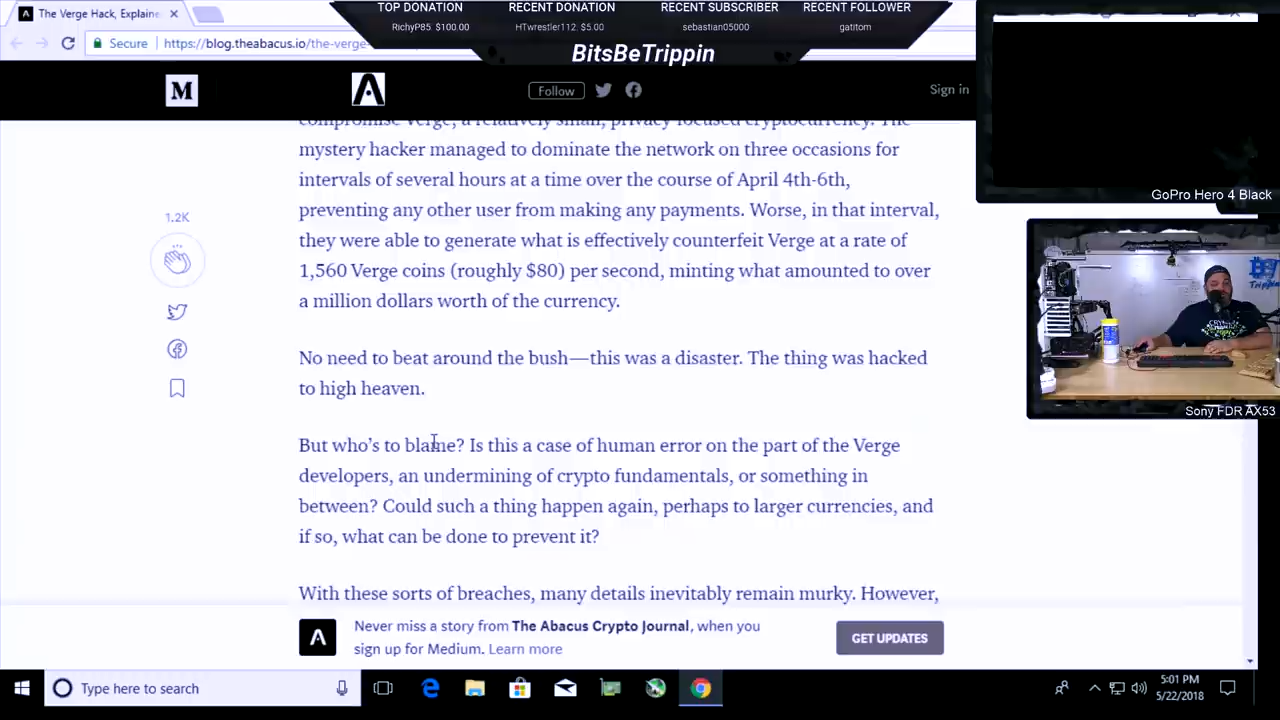 The Verge Hack, Explaine
TOP DONATION
RichyP85: $100.00
RECENT DONATION
HTwrestler112: $5.00
RECENT SUBSCRIBER
sebastian05000
RECENT FOLLOWER
gatitom
BitsBeTrippin
Secure
https://blog.theabacus.io/the-verge-
M
Follow
Sign in
compromise Verge, a relatively small, privacy-focused cryptocurrency. The
mystery hacker managed to dominate the network on three occasions for
intervals of several hours at a time over the course of April 4th-6th,
preventing any other user from making any payments. Worse, in that interval,
they were able to generate what is effectively counterfeit Verge at a rate of
1,560 Verge coins (roughly $80) per second, minting what amounted to over
a million dollars worth of the currency.
1.2K
No need to beat around the bush—this was a disaster. The thing was hacked
to high heaven.
But who's to blame? Is this a case of human error on the part of the Verge
developers, an undermining of crypto fundamentals, or something in
between? Could such a thing happen again, perhaps to larger currencies, and
if so, what can be done to prevent it?
With these sorts of breaches, many details inevitably remain murky. However,
Never miss a story from The Abacus Crypto Journal, when you
sign up for Medium. Learn more
GET UPDATES
GoPro Hero 4 Black
Sony FDR AX53
Type here to search
5:01 PM
5/22/2018